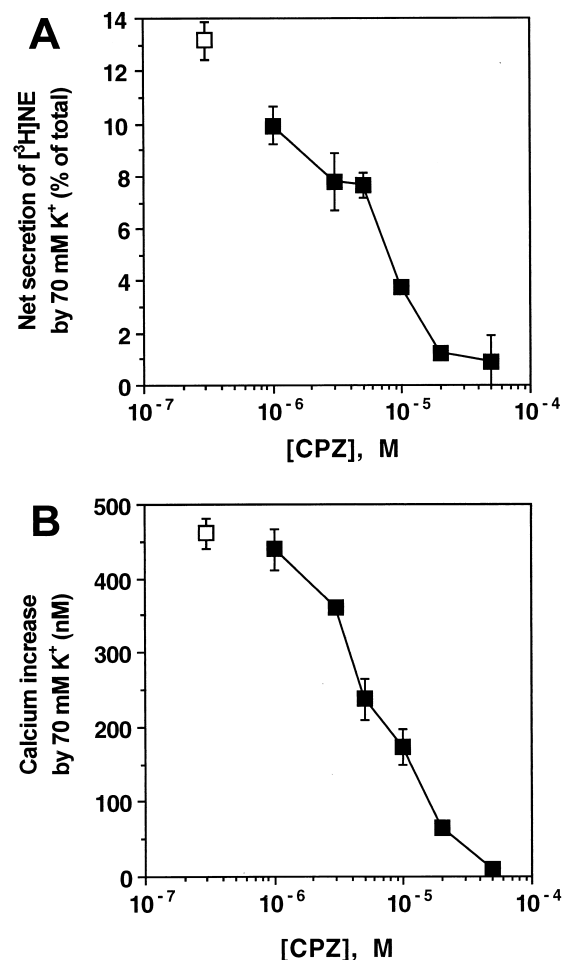 A
Net secretion of [³H]NE
by 70 mM K⁺ (% of total)
14
12
10
8
6
4
2
0
10⁻⁷
10⁻⁶
10⁻⁵
10⁻⁴
[CPZ], M
B
Calcium increase
by 70 mM K⁺ (nM)
500
400
300
200
100
0
10⁻⁷
10⁻⁶
10⁻⁵
10⁻⁴
[CPZ], M